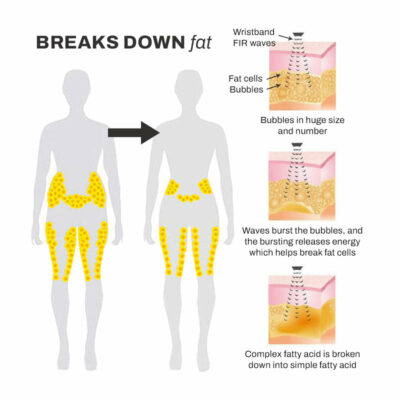 BREAKS DOWN fat
Wristband
FIR waves
Fat cells
Bubbles
Bubbles in huge size
and number
Waves burst the bubbles, and
the bursting releases energy
which helps break fat cells
Complex fatty acid is broken
down into simple fatty acid